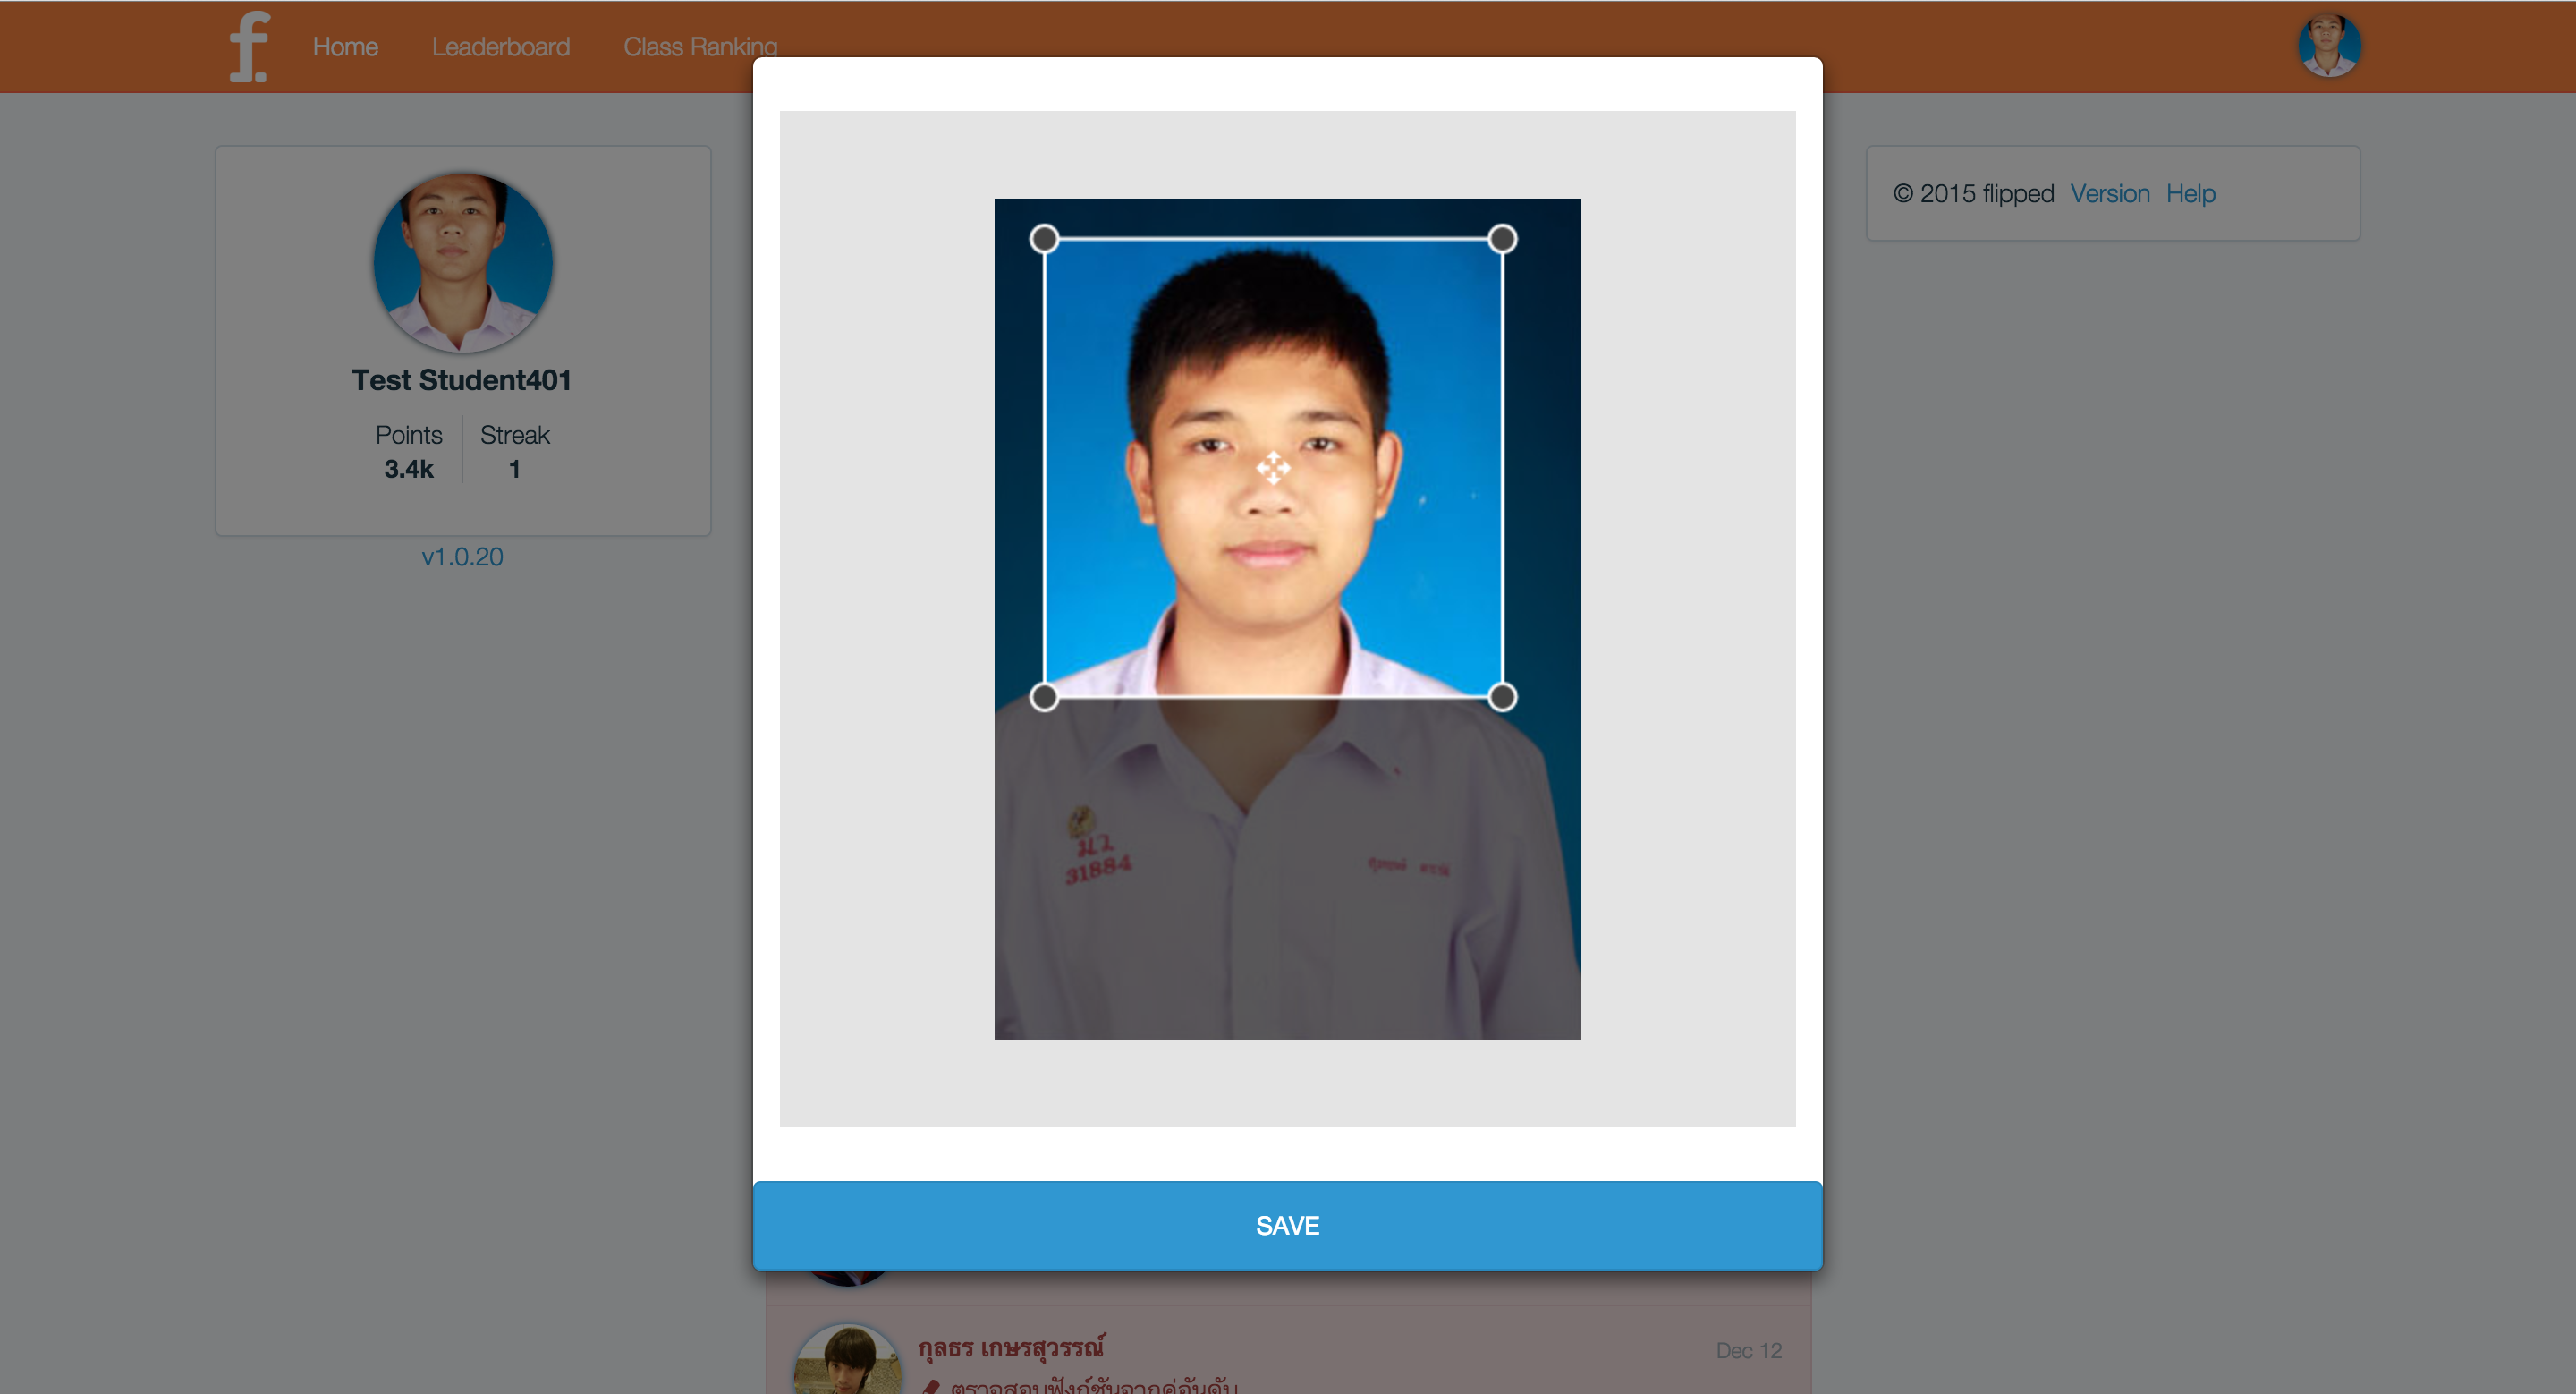 f.
Home Leaderboard Class Ranking
Test Student401
Points Streak
3.4k 1
v1.0.20
ม.ว.
31884
SAVE
กุลธร เกษรสุวรรณ์
Dec 12
ตรวจสอบฟังก์ชันจากคู่อันดับ
© 2015 flipped Version Help